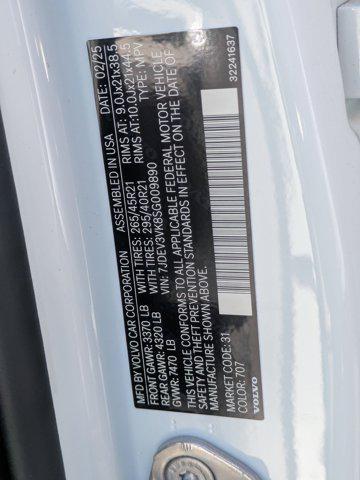 MFD. BY VOLVO CAR CORPORATION ASSEMBLED IN USA DATE: 02/25
FRONT GAWR: 3370 LB WITH TIRES: 265/45R21 RIMS AT: 9.0Jx21x38.5
REAR GAWR: 4320 LB WITH TIRES: 295/40R21 RIMS AT: 10.0Jx21x44.5
GVWR: 7470 LB VIN: 7JDEV3VK8SG009890 TYPE: MPV
THIS VEHICLE CONFORMS TO ALL APPLICABLE FEDERAL MOTOR VEHICLE
SAFETY AND THEFT PREVENTION STANDARDS IN EFFECT ON THE DATE OF
MANUFACTURE SHOWN ABOVE.
MARKET CODE: 31
COLOR: 707
VOLVO 32241637